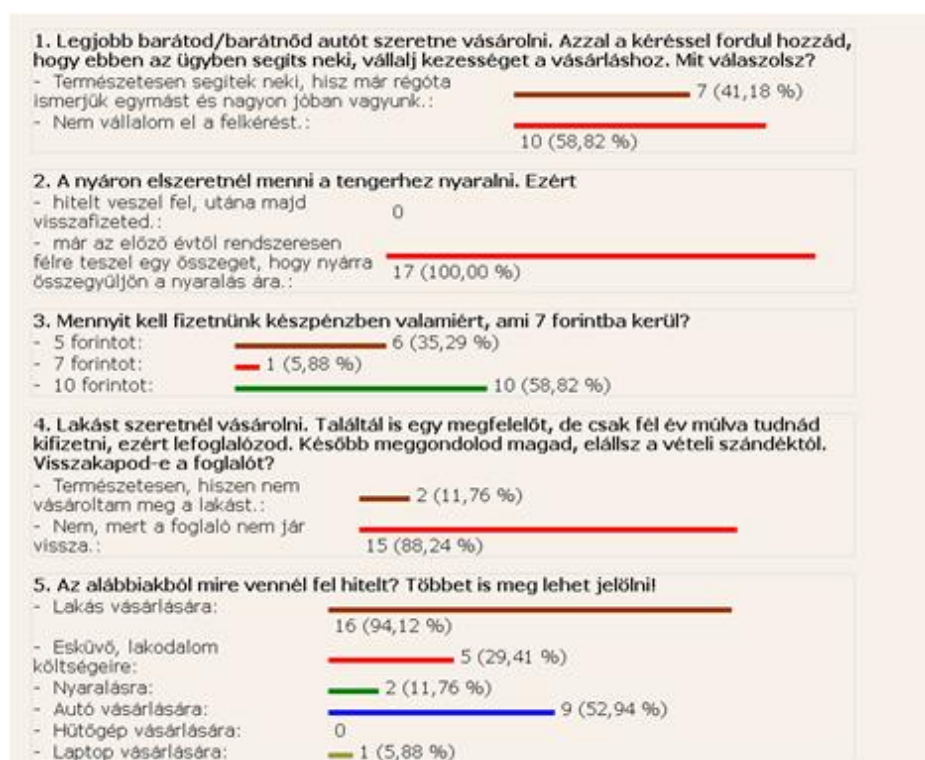 1. Legjobb barátod/barátnőd autót szeretne vásárolni. Azzal a kéréssel fordul hozzád,
hogy ebben az ügyben segits neki, vállalj kezességet a vásárláshoz. Mit válaszolsz?
- Természetesen segitek neki, hisz már régóta
ismerjük egymást és nagyon jóban vagyunk.:
7 (41,18 %)
- Nem vállalom el a felkérést.:
10 (58,82 %)
2. A nyáron elszeretnél menni a tengerhez nyaralni. Ezért
- hitelt veszel fel, utána majd
visszafizeted.:
0
- már az előző évtől rendszeresen
félre teszel egy összeget, hogy nyárra
összegyűljön a nyaralás ára.:
17 (100,00 %)
3. Mennyit kell fizetnünk készpénzben valamiért, ami 7 forintba kerül?
- 5 forintot: 6 (35,29 %)
- 7 forintot: 1 (5,88 %)
- 10 forintot: 10 (58,82 %)
4. Lakást szeretnél vásárolni. Találtál is egy megfelelőt, de csak fél év múlva tudnád
kifizetni, ezért lefoglalózod. Később meggondolod magad, elállsz a vételi szándéktól.
Visszakapod-e a foglalót?
- Természetesen, hiszen nem
vásároltam meg a lakást.:
2 (11,76 %)
- Nem, mert a foglaló nem jár
vissza.:
15 (88,24 %)
5. Az alábbiakból mire vennél fel hitelt? Többet is meg lehet jelölni!
- Lakás vásárlására:
16 (94,12 %)
- Esküvő, lakodalom
költségeire:
5 (29,41 %)
- Nyaralásra: 2 (11,76 %)
- Autó vásárlására: 9 (52,94 %)
- Hűtőgép vásárlására: 0
- Laptop vásárlására: 1 (5,88 %)